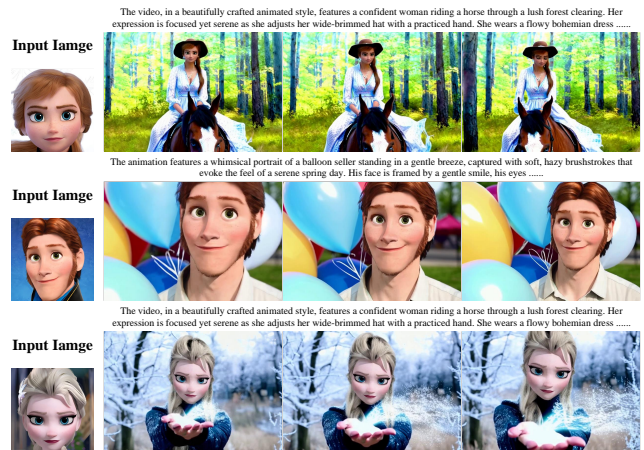 The video, in a beautifully crafted animated style, features a confident woman riding a horse through a lush forest clearing. Her
expression is focused yet serene as she adjusts her wide-brimmed hat with a practiced hand. She wears a flowy bohemian dress ......
Input Iamge
The animation features a whimsical portrait of a balloon seller standing in a gentle breeze, captured with soft, hazy brushstrokes that
evoke the feel of a serene spring day. His face is framed by a gentle smile, his eyes ......
Input Iamge
The video, in a beautifully crafted animated style, features a confident woman riding a horse through a lush forest clearing. Her
expression is focused yet serene as she adjusts her wide-brimmed hat with a practiced hand. She wears a flowy bohemian dress ......
Input Iamge